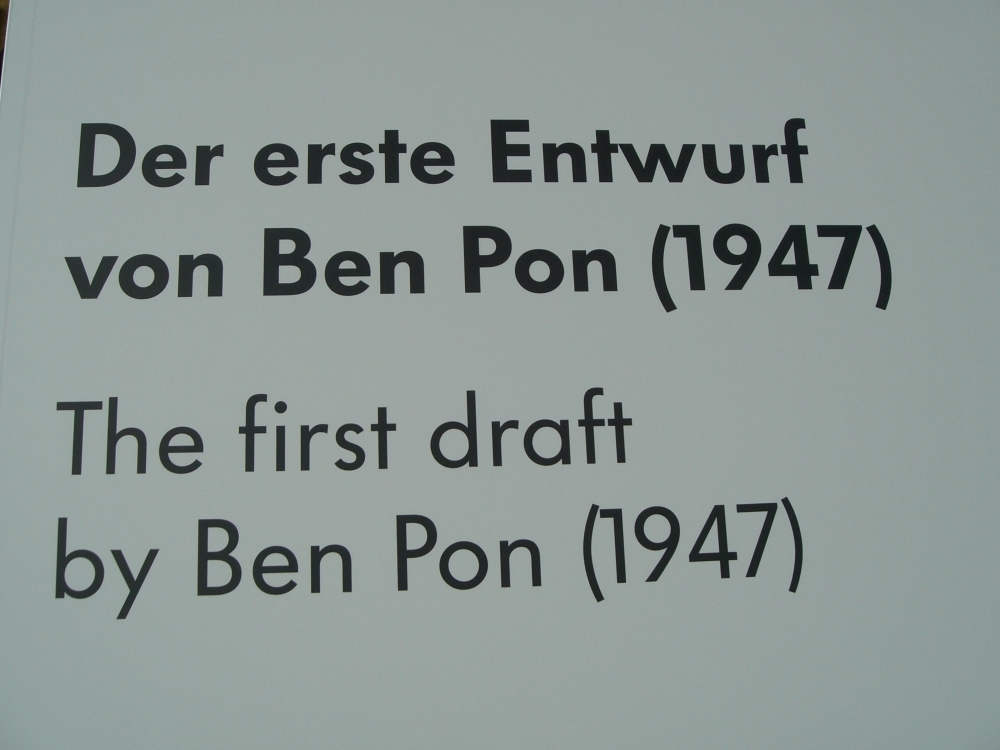 Der erste Entwurf
von Ben Pon (1947)
The first draft
by Ben Pon (1947)